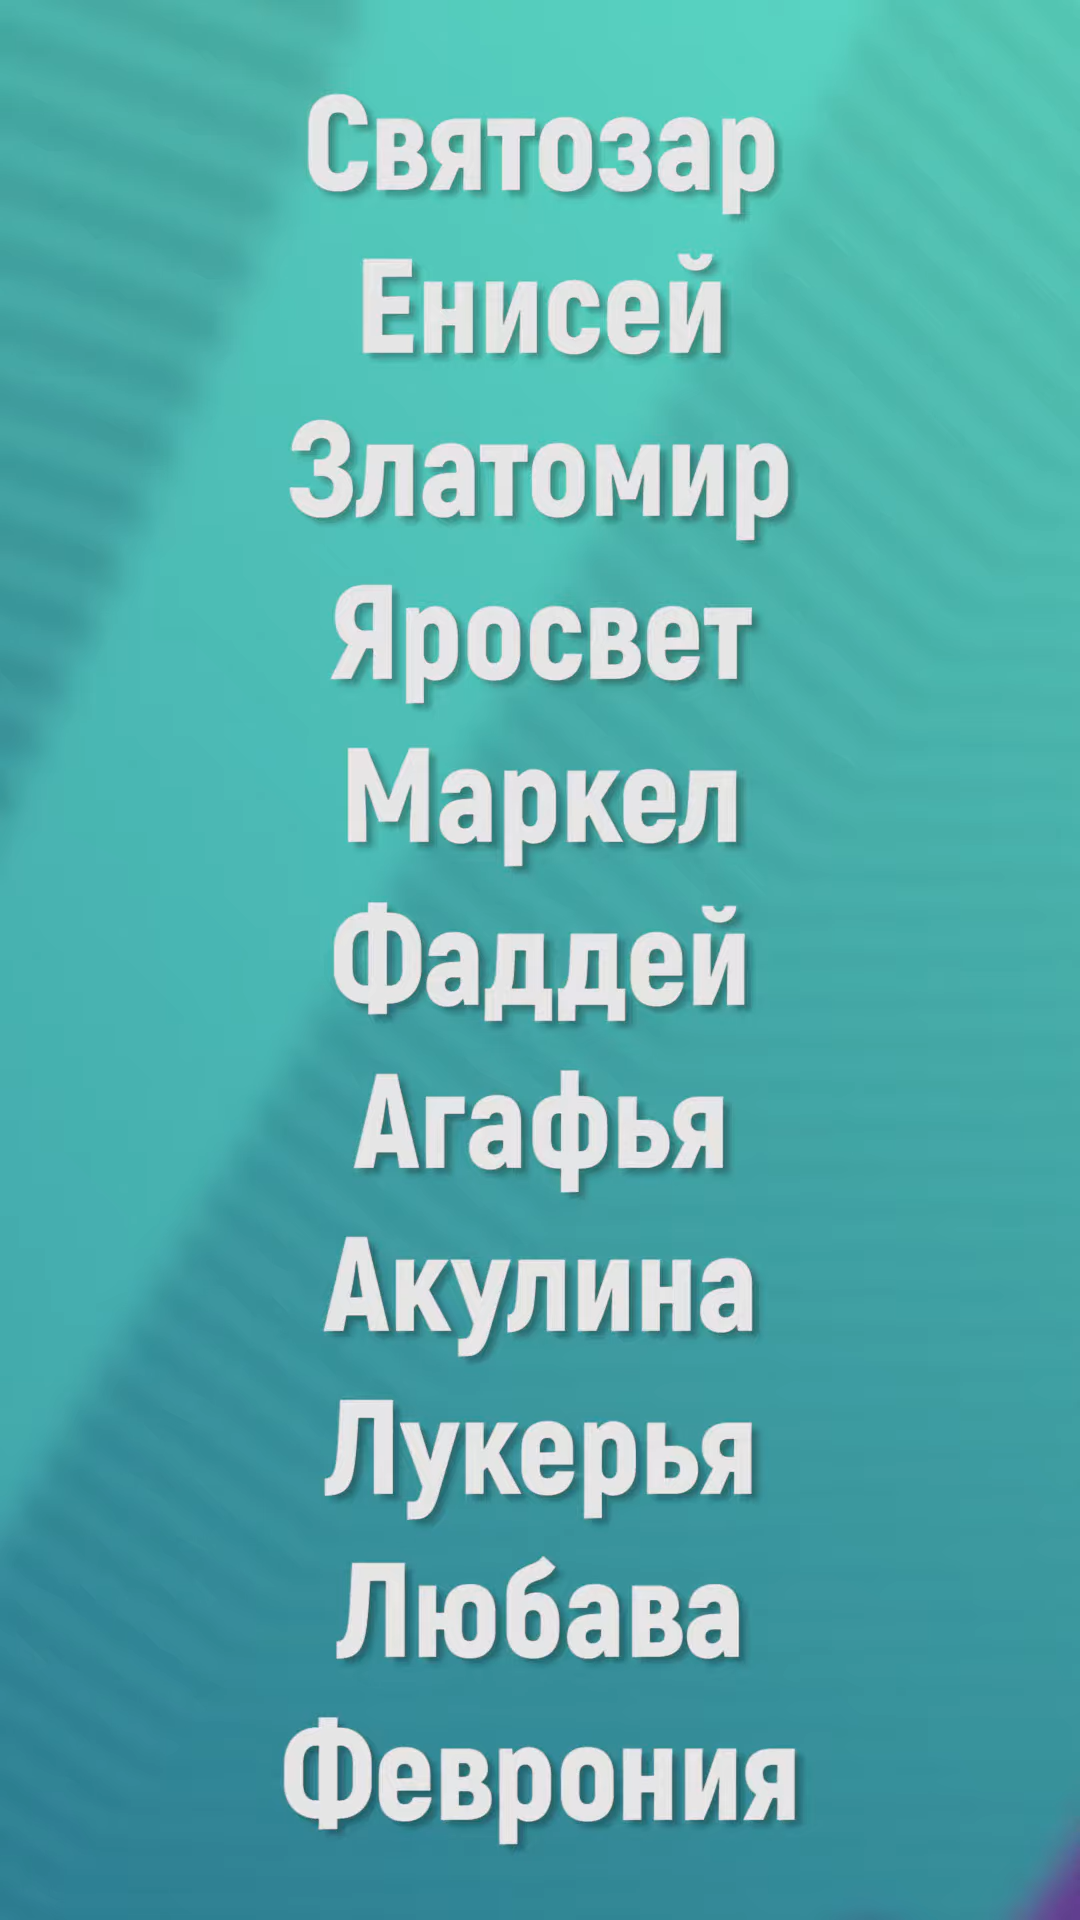 Святозар
Енисей
Златомир
Яросвет
Маркел
Фаддей
Агафья
Акулина
Лукерья
Любава
Феврония